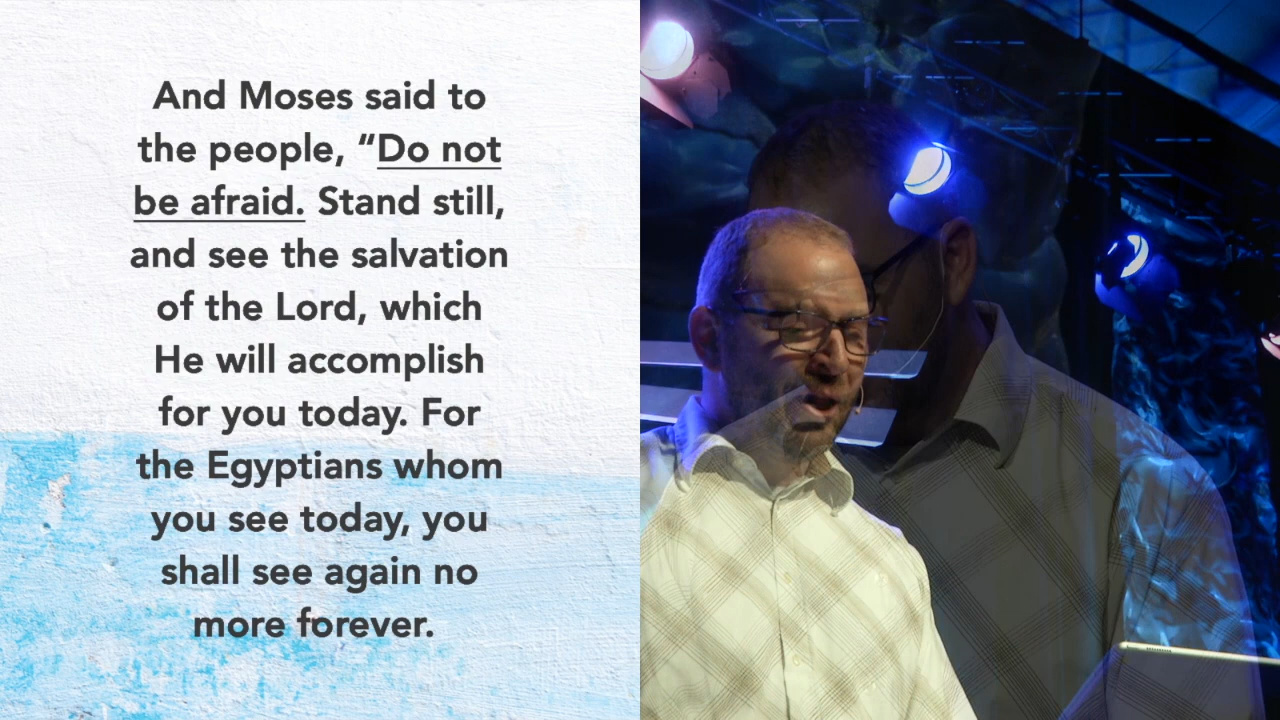 And Moses said to
the people, “Do not
be afraid. Stand still,
and see the salvation
of the Lord, which
He will accomplish
for you today. For
the Egyptians whom
you see today, you
shall see again no
more forever.